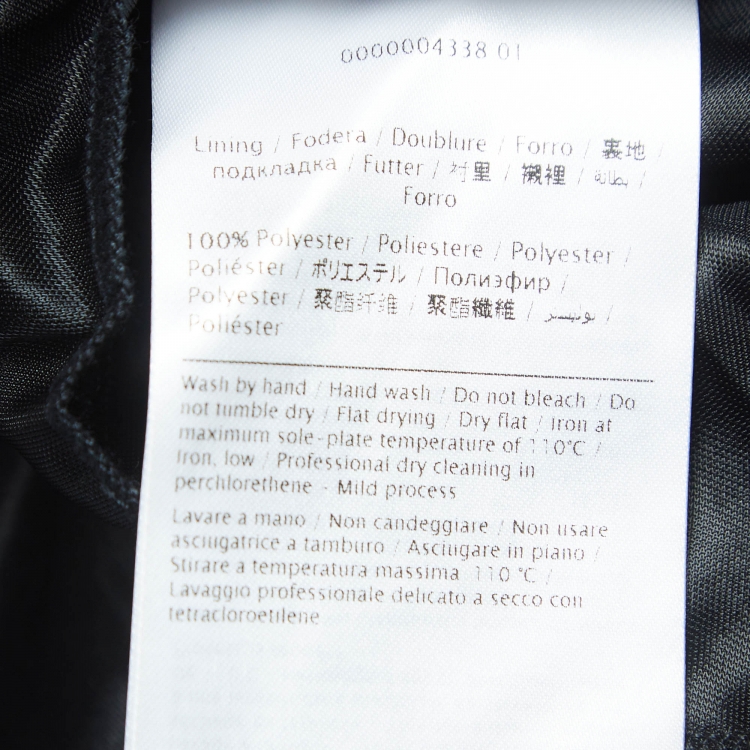 0000004338 01
Lining / Fodera / Doublure / Forro / 裏地 /
подкладка / Futter / 衬里 / 襯裡 / بطانة /
Forro
100% Polyester / Poliestere / Polyester /
Poliéster / ポリエステル / Полиэфир /
Polyester / 聚酯纤维 / 聚酯纖維 / بوليستر /
Poliéster
Wash by hand / Hand wash / Do not bleach / Do
not tumble dry / Flat drying / Dry flat / Iron at
maximum sole-plate temperature of 110°C /
Iron, low / Professional dry cleaning in
perchlorethene - Mild process
Lavare a mano / Non candeggiare / Non usare
asciugatrice a tamburo / Asciugare in piano /
Stirare a temperatura massima 110 °C /
Lavaggio professionale delicato a secco con
tetracloroetilene